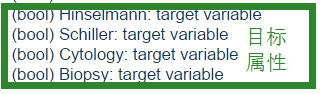 (bool) Hinselmann: target variable
(bool) Schiller: target variable
(bool) Cytology: target variable
(bool) Biopsy: target variable
目标
属性